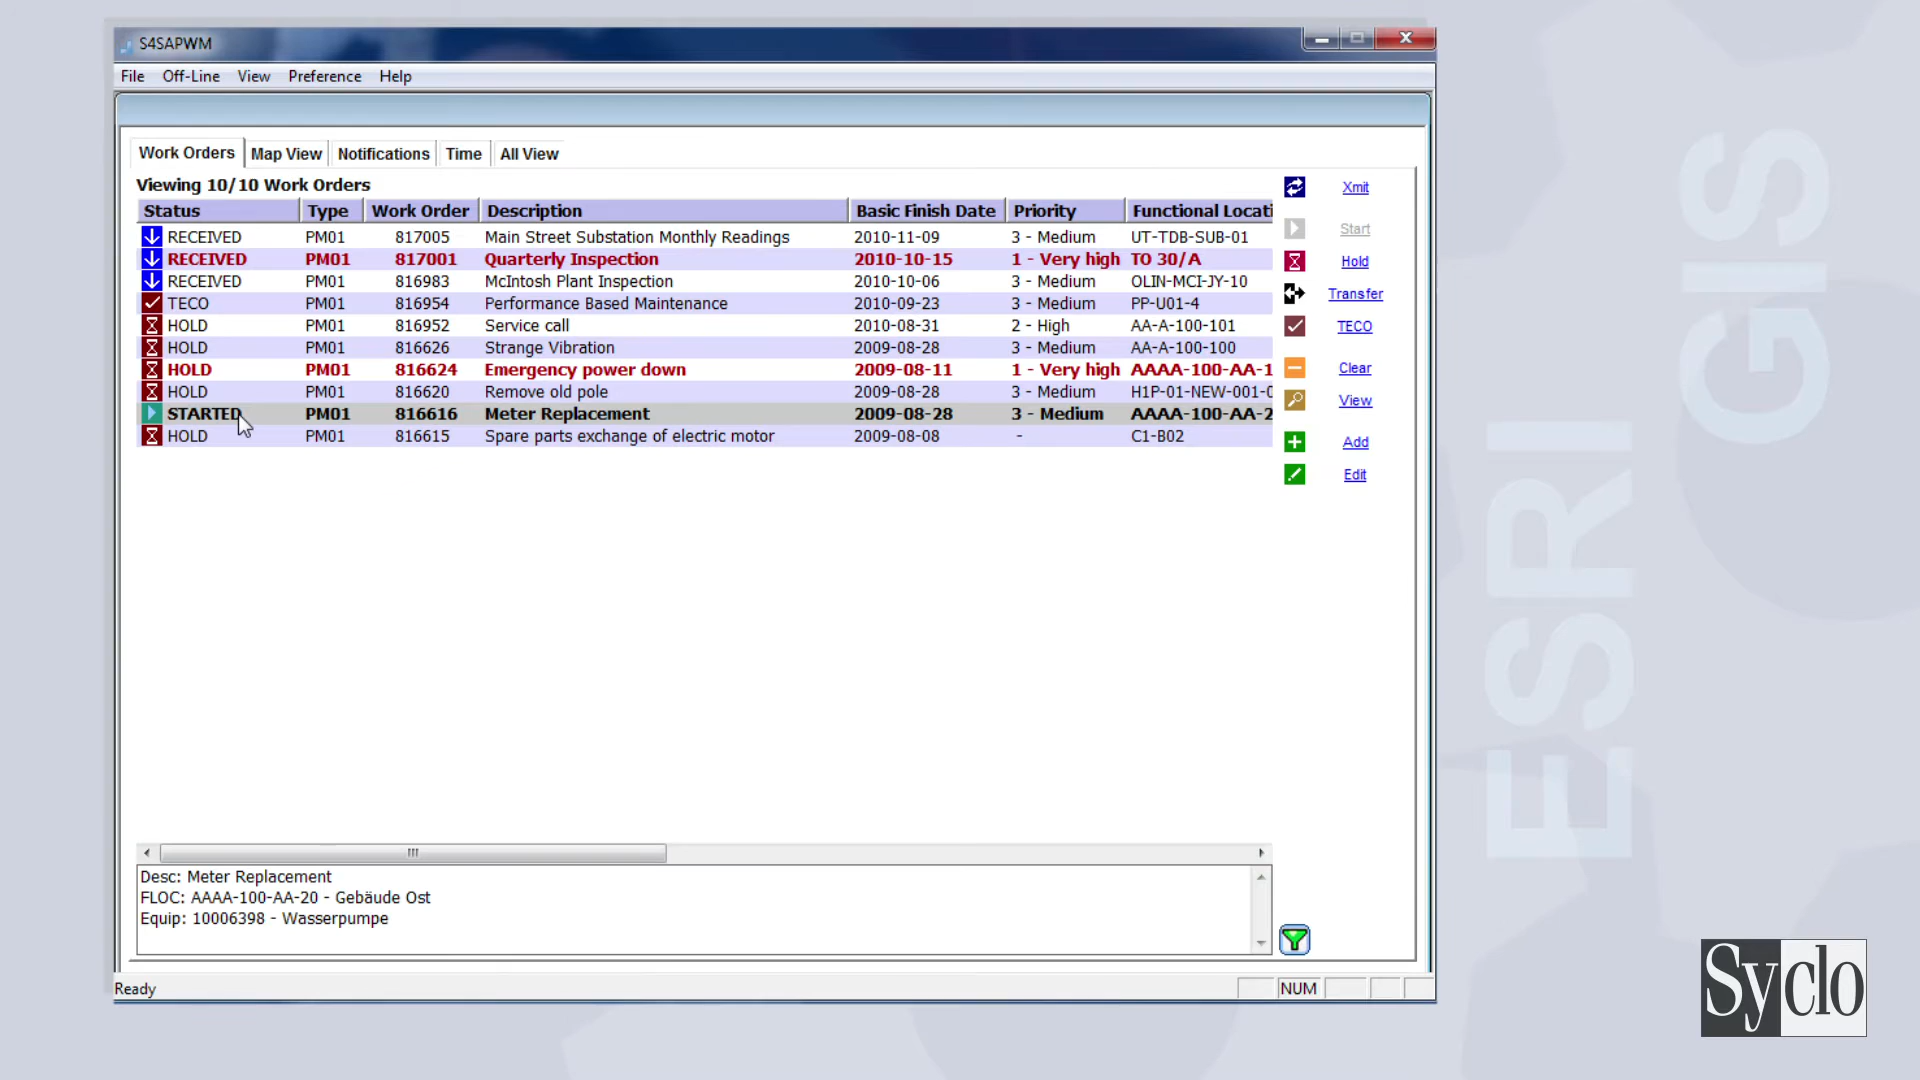 S4SAPWM
File Off-Line View Preference Help
Work Orders Map View Notifications Time All View
Viewing 10/10 Work Orders
Status Type Work Order Description Basic Finish Date Priority Functional Locati
RECEIVED PM01 817005 Main Street Substation Monthly Readings 2010-11-09 3 - Medium UT-TDB-SUB-01
RECEIVED PM01 817001 Quarterly Inspection 2010-10-15 1 - Very high TO 30/A
RECEIVED PM01 816983 McIntosh Plant Inspection 2010-10-06 3 - Medium OLIN-MCI-JY-10
TECO PM01 816954 Performance Based Maintenance 2010-09-23 3 - Medium PP-U01-4
HOLD PM01 816952 Service call 2010-08-31 2 - High AA-A-100-101
HOLD PM01 816626 Strange Vibration 2009-08-28 3 - Medium AA-A-100-100
HOLD PM01 816624 Emergency power down 2009-08-11 1 - Very high AAAA-100-AA-1
HOLD PM01 816620 Remove old pole 2009-08-28 3 - Medium H1P-01-NEW-001-0
STARTED PM01 816616 Meter Replacement 2009-08-28 3 - Medium AAAA-100-AA-2
HOLD PM01 816615 Spare parts exchange of electric motor 2009-08-08 - C1-B02
Xmit
Start
Hold
Transfer
TECO
Clear
View
Add
Edit
Desc: Meter Replacement
FLOC: AAAA-100-AA-20 - Gebäude Ost
Equip: 10006398 - Wasserpumpe
Ready NUM
ESRI
GIS
Syclo